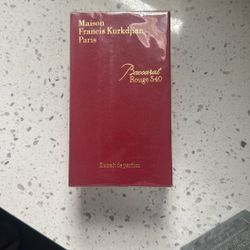 Maison
Francis Kurkdjian
Paris
Baccarat
Rouge 540
Extrait de parfum